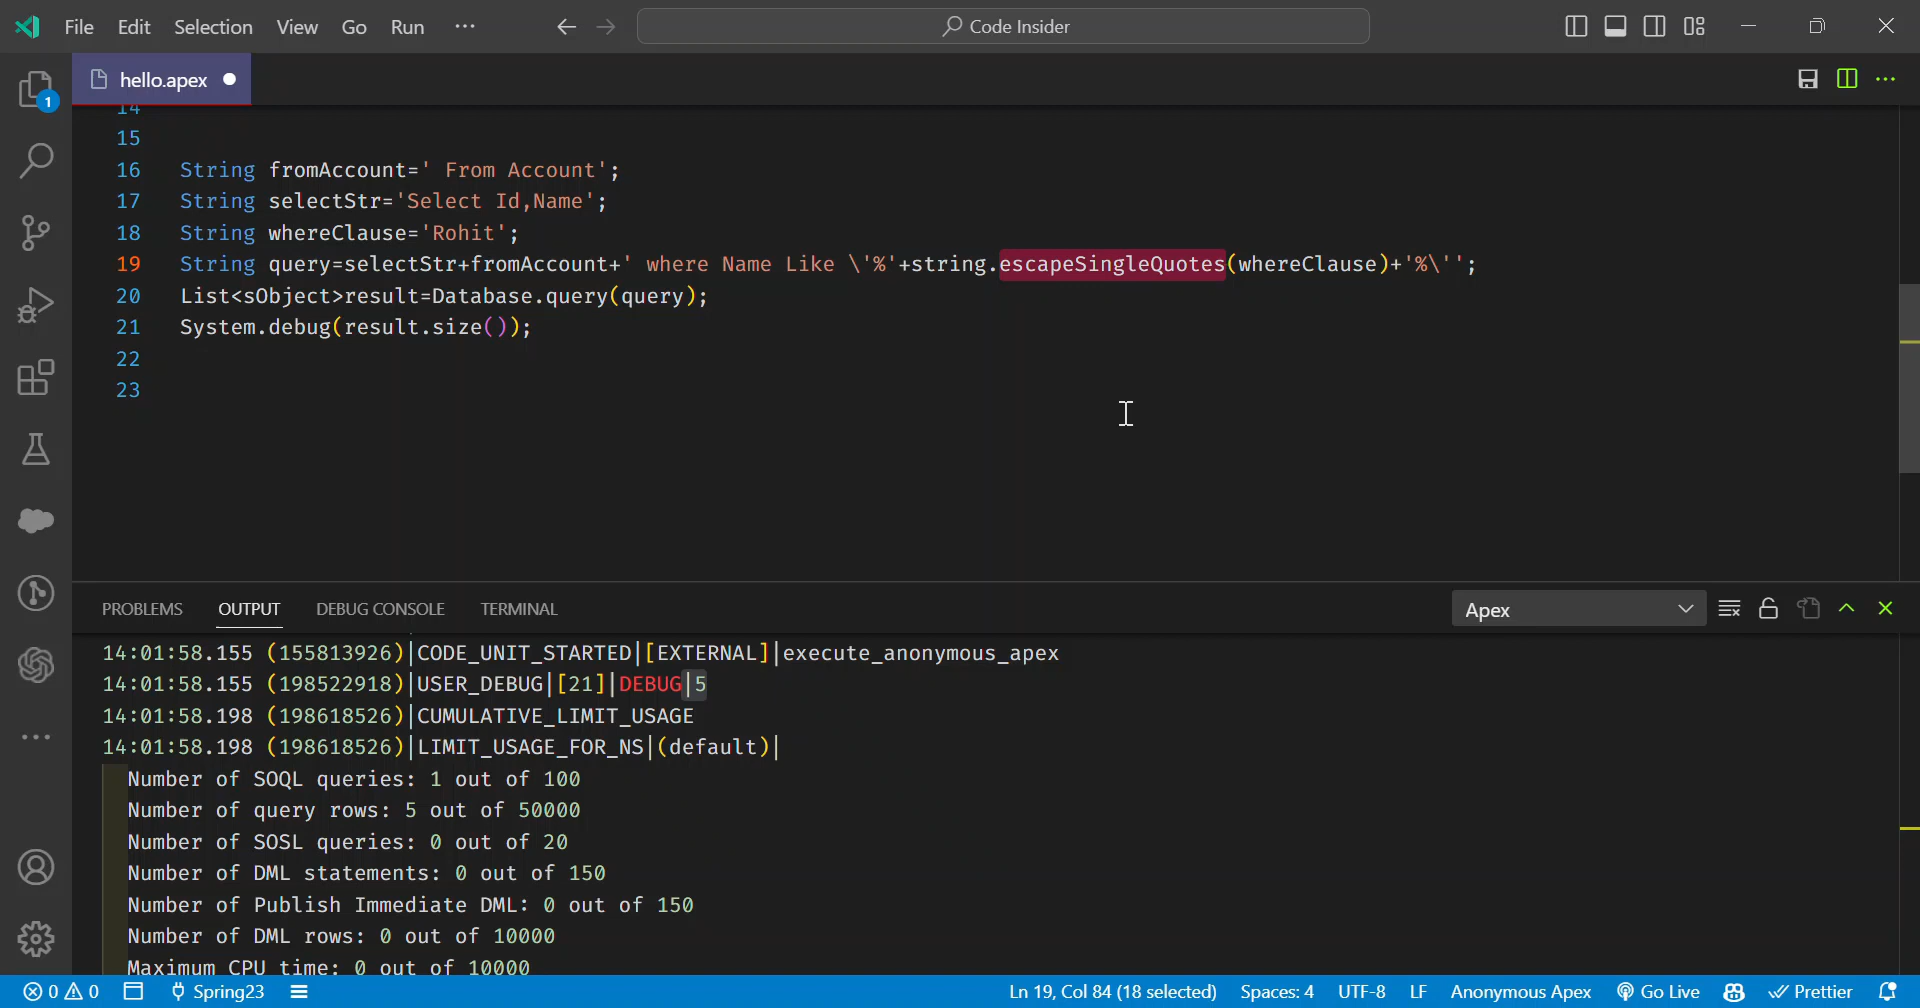 File Edit Selection View Go Run ··· Code Insider
hello.apex
1
14
15
16 String fromAccount=' From Account';
17 String selectStr='Select Id,Name';
18 String whereClause='Rohit';
19 String query=selectStr+fromAccount+' where Name Like \'%'+string.escapeSingleQuotes(whereClause)+'%\'';
20 List<sObject>result=Database.query(query);
21 System.debug(result.size());
22
23
PROBLEMS OUTPUT DEBUG CONSOLE TERMINAL Apex
14:01:58.155 (155813926)|CODE_UNIT_STARTED|[EXTERNAL]|execute_anonymous_apex
14:01:58.155 (198522918)|USER_DEBUG|[21]|DEBUG|5
14:01:58.198 (198618526)|CUMULATIVE_LIMIT_USAGE
14:01:58.198 (198618526)|LIMIT_USAGE_FOR_NS|(default)|
Number of SOQL queries: 1 out of 100
Number of query rows: 5 out of 50000
Number of SOSL queries: 0 out of 20
Number of DML statements: 0 out of 150
Number of Publish Immediate DML: 0 out of 150
Number of DML rows: 0 out of 10000
Maximum CPU time: 0 out of 10000
0 0 Spring23 Ln 19, Col 84 (18 selected) Spaces: 4 UTF-8 LF Anonymous Apex Go Live Prettier